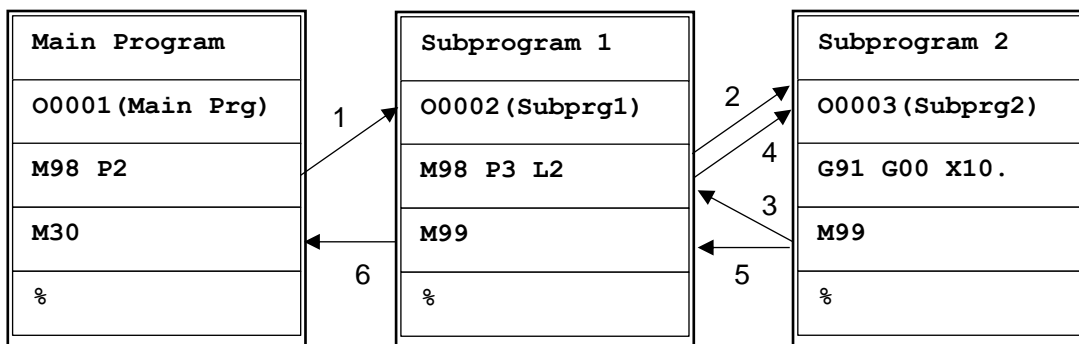 Main Program
O0001(Main Prg)
M98 P2
M30
%
1
6
Subprogram 1
O0002(Subprg1)
M98 P3 L2
M99
%
2
4
3
5
Subprogram 2
O0003(Subprg2)
G91 G00 X10.
M99
%